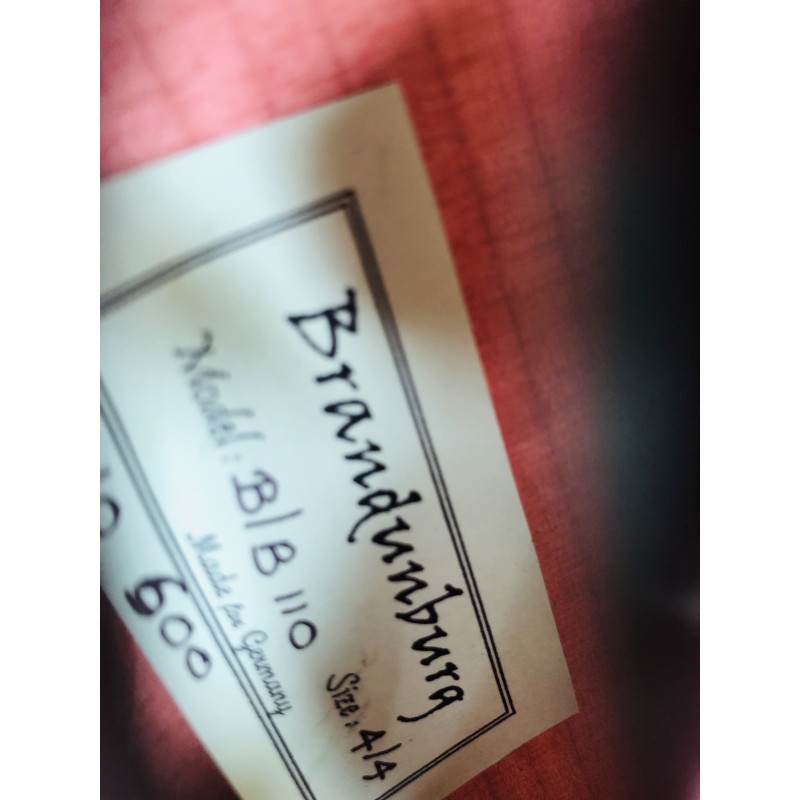 Brandunburg
Model : B/B 110
Size : 4/4
Made for Germany
600